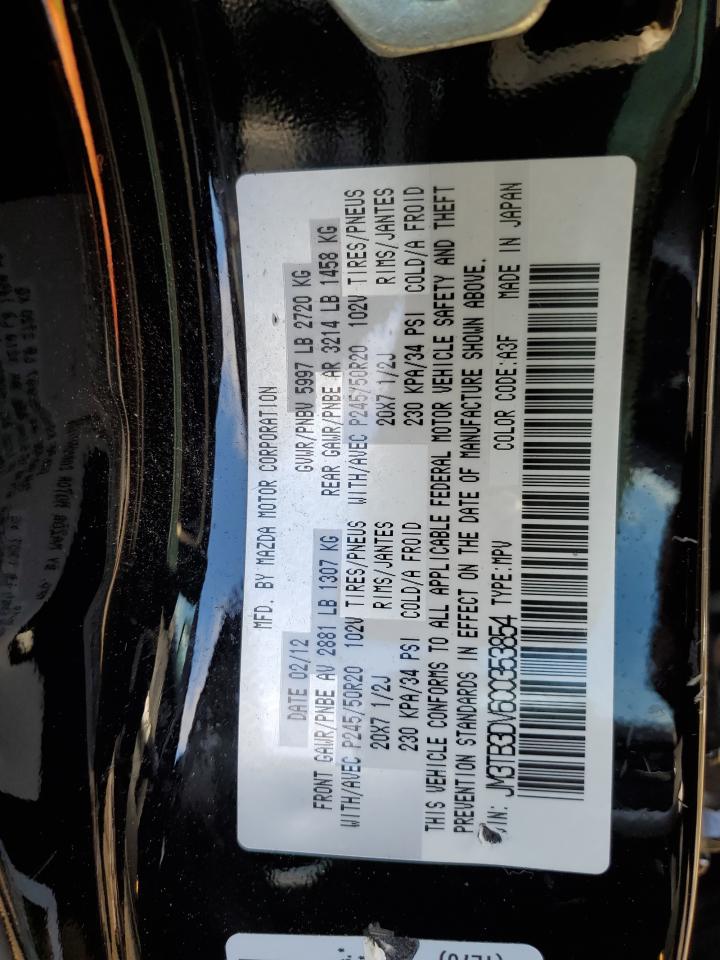 MFD. BY MAZDA MOTOR CORPORATION
DATE 02/12 GVWR/PNBV 5997 LB 2720 KG
FRONT GAWR/PNBE AV 2881 LB 1307 KG REAR GAWR/PNBE AR 3214 LB 1458 KG
WITH/AVEC P245/50R20 102V TIRES/PNEUS WITH/AVEC P245/50R20 102V TIRES/PNEUS
20X7 1/2J RIMS/JANTES 20X7 1/2J RIMS/JANTES
230 KPA/34 PSI COLD/A FROID 230 KPA/34 PSI COLD/A FROID
THIS VEHICLE CONFORMS TO ALL APPLICABLE FEDERAL MOTOR VEHICLE SAFETY AND THEFT
PREVENTION STANDARDS IN EFFECT ON THE DATE OF MANUFACTURE SHOWN ABOVE.
VIN: JM3TB3DV6C0353854 TYPE:MPV COLOR CODE:A3F MADE IN JAPAN